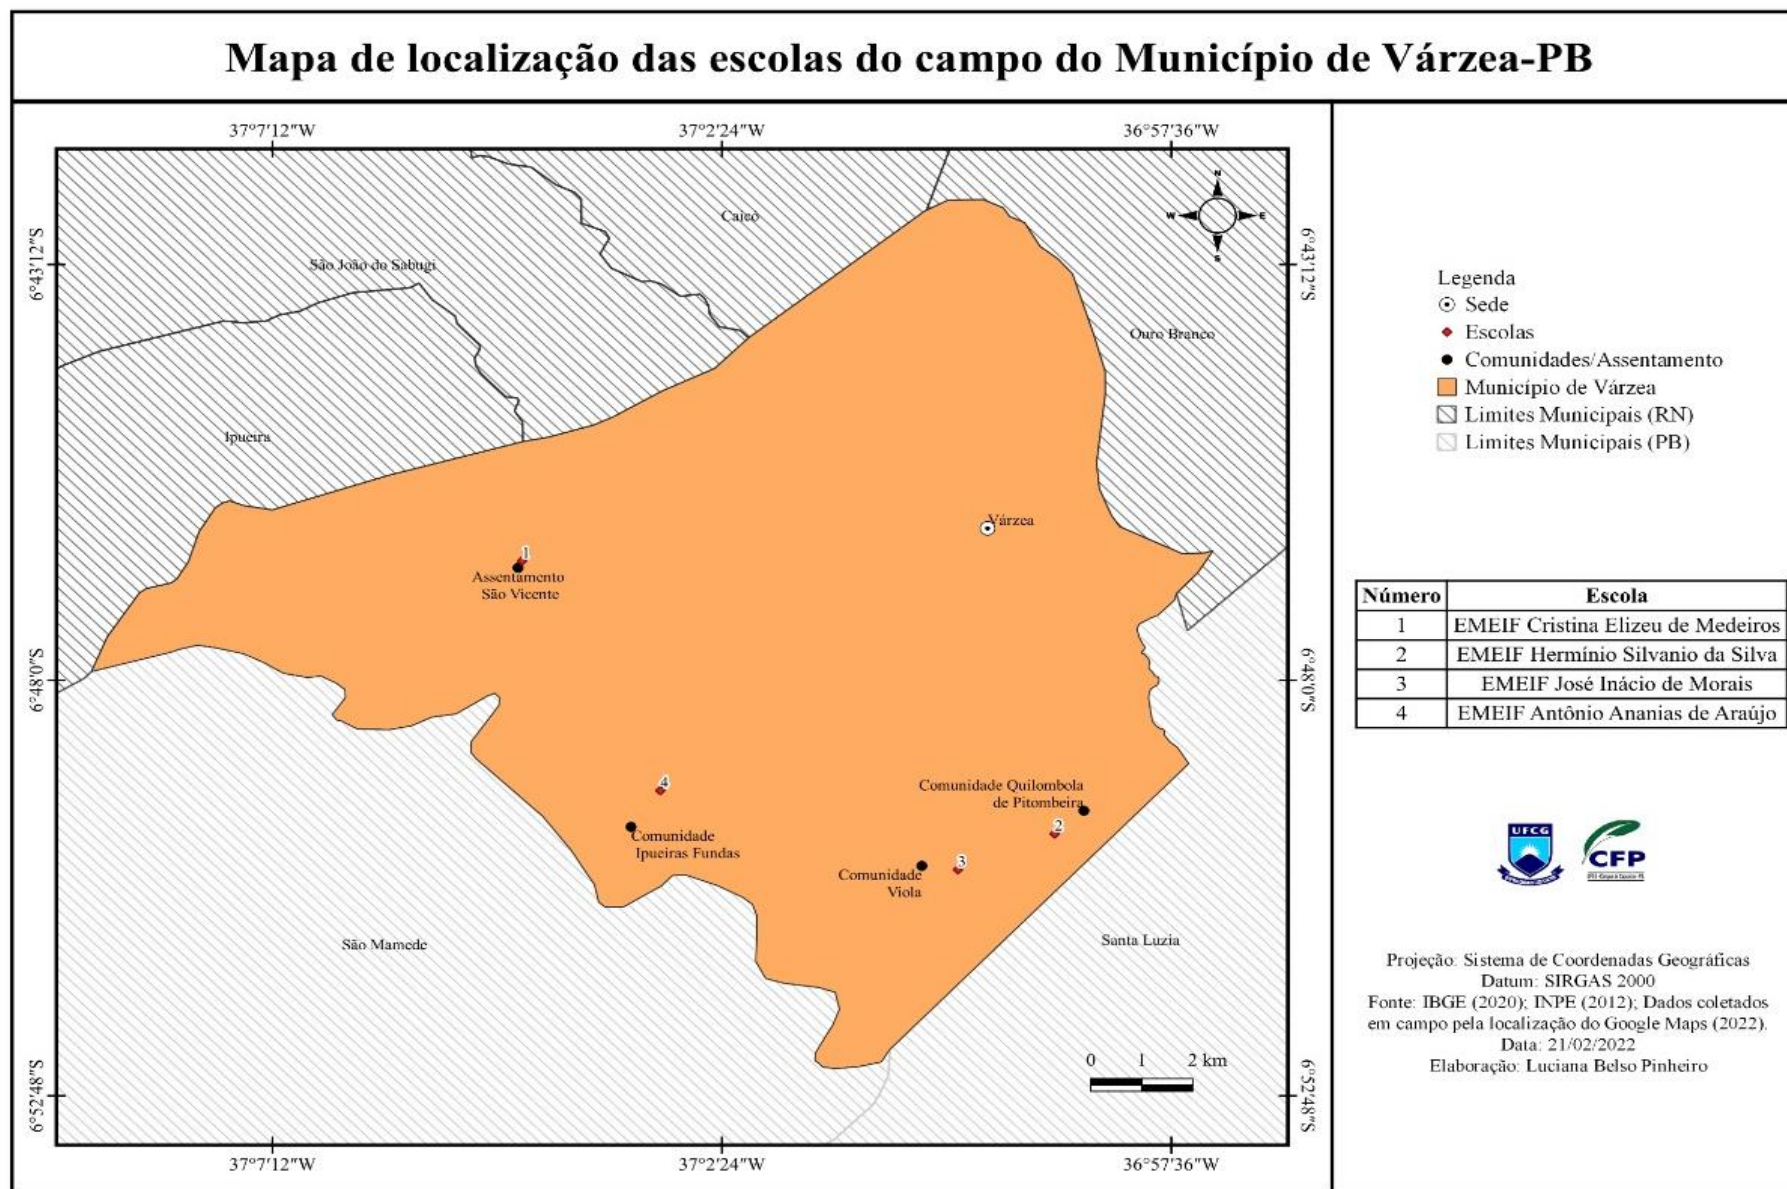 Mapa de localização das escolas do campo do Município de Várzea-PB
37°7'12"W
37°2'24"W
36°57'36"W
6°43'12"S
6°48'0"S
6°52'48"S
6°43'12"S
6°48'0"S
6°52'48"S
N
W
E
S
Caicó
São João do Sabugi
Ouro Branco
Ipueira
Várzea
1
Assentamento
São Vicente
4
Comunidade
Ipueiras Fundas
Comunidade Quilombola
de Pitombeira
2
3
Comunidade
Viola
São Mamede
Santa Luzia
0 1 2 km
37°7'12"W
37°2'24"W
36°57'36"W
Legenda
Sede
Escolas
Comunidades/Assentamento
Município de Várzea
Limites Municipais (RN)
Limites Municipais (PB)
Número Escola
1 EMEIF Cristina Elizeu de Medeiros
2 EMEIF Hermínio Silvanio da Silva
3 EMEIF José Inácio de Morais
4 EMEIF Antônio Ananias de Araújo
UFCG
CFP
Projeção: Sistema de Coordenadas Geográficas
Datum: SIRGAS 2000
Fonte: IBGE (2020); INPE (2012); Dados coletados
em campo pela localização do Google Maps (2022).
Data: 21/02/2022
Elaboração: Luciana Belso Pinheiro